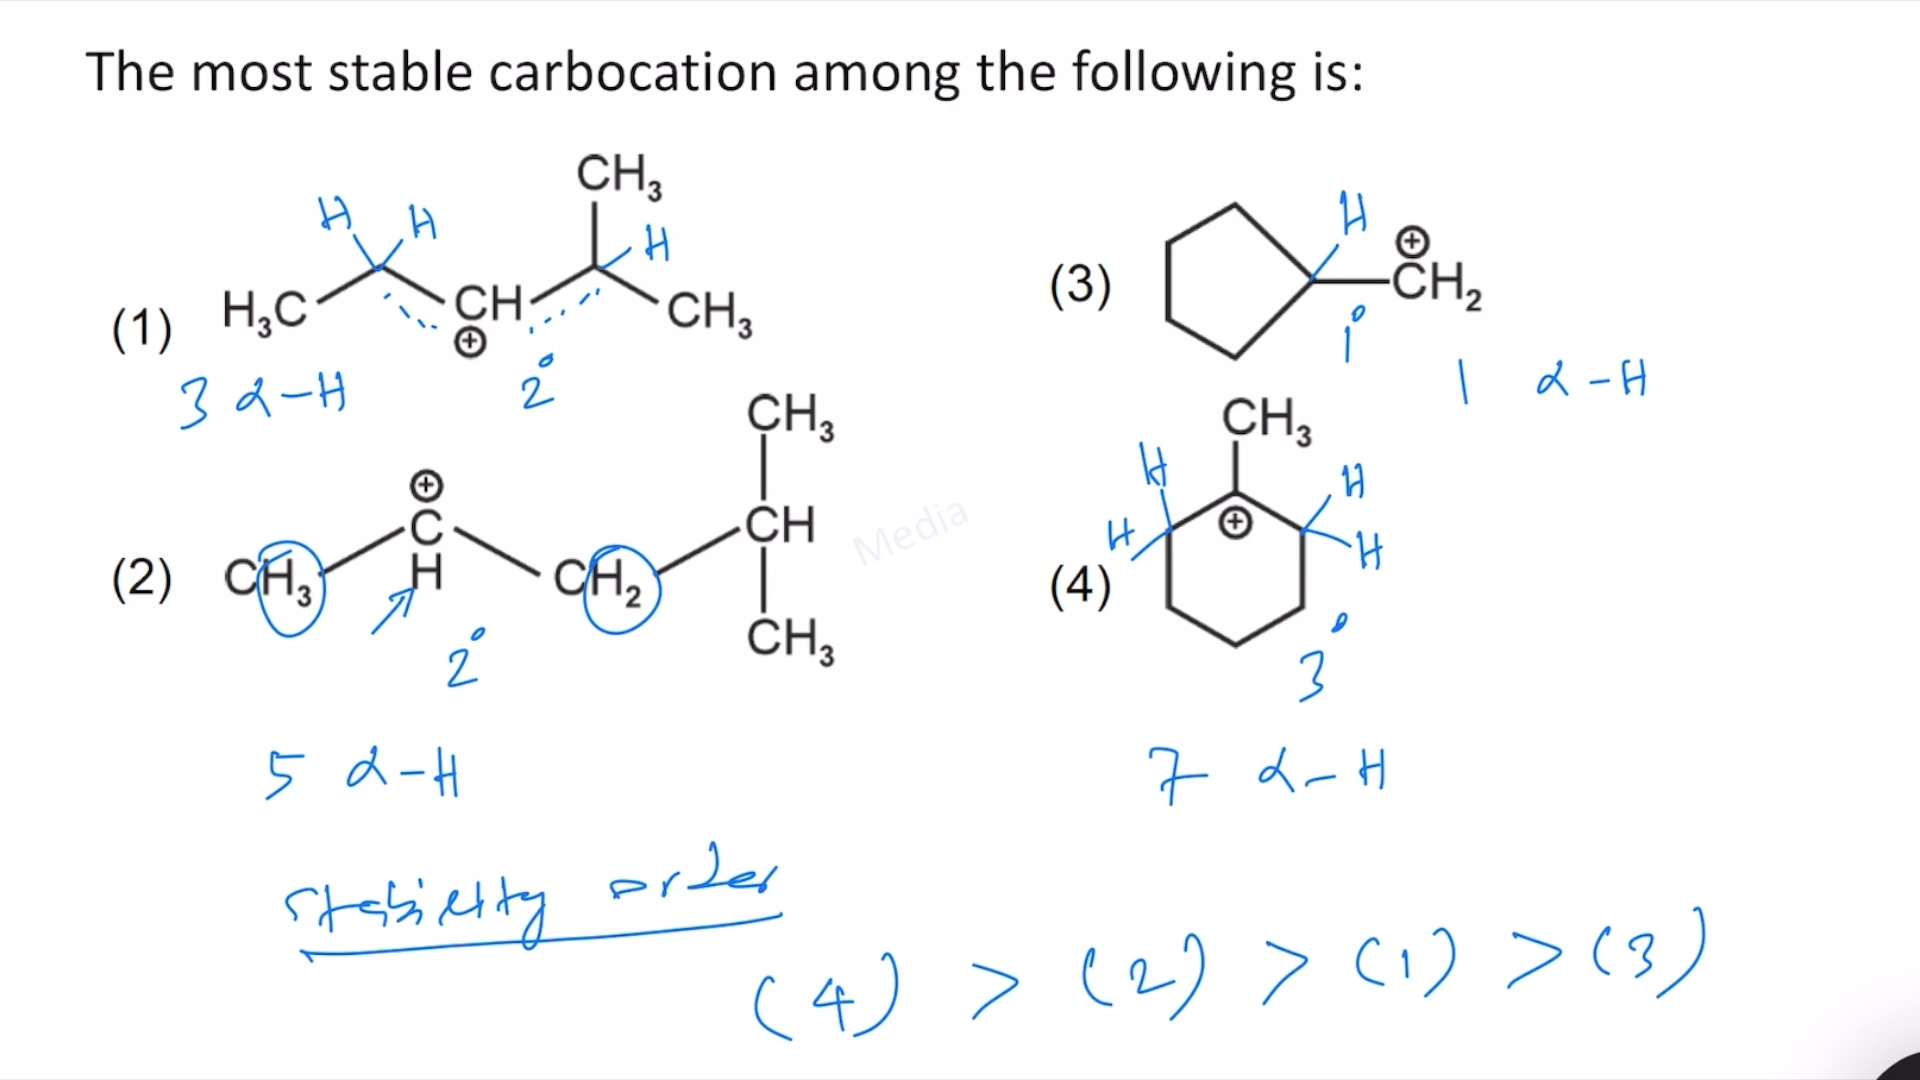 The most stable carbocation among the following is:
(1) H₃C CH ⊕ CH₃ CH₃
H H H
3 α-H 2°
(2) CH₃ ⊕ C H CH₂ CH CH₃ CH₃
2°
5 α-H
(3) ⊕ CH₂
H
1° 1 α-H
(4) CH₃ ⊕
H H H H
3°
7 α-H
Media
Stability order
(4) > (2) > (1) > (3)